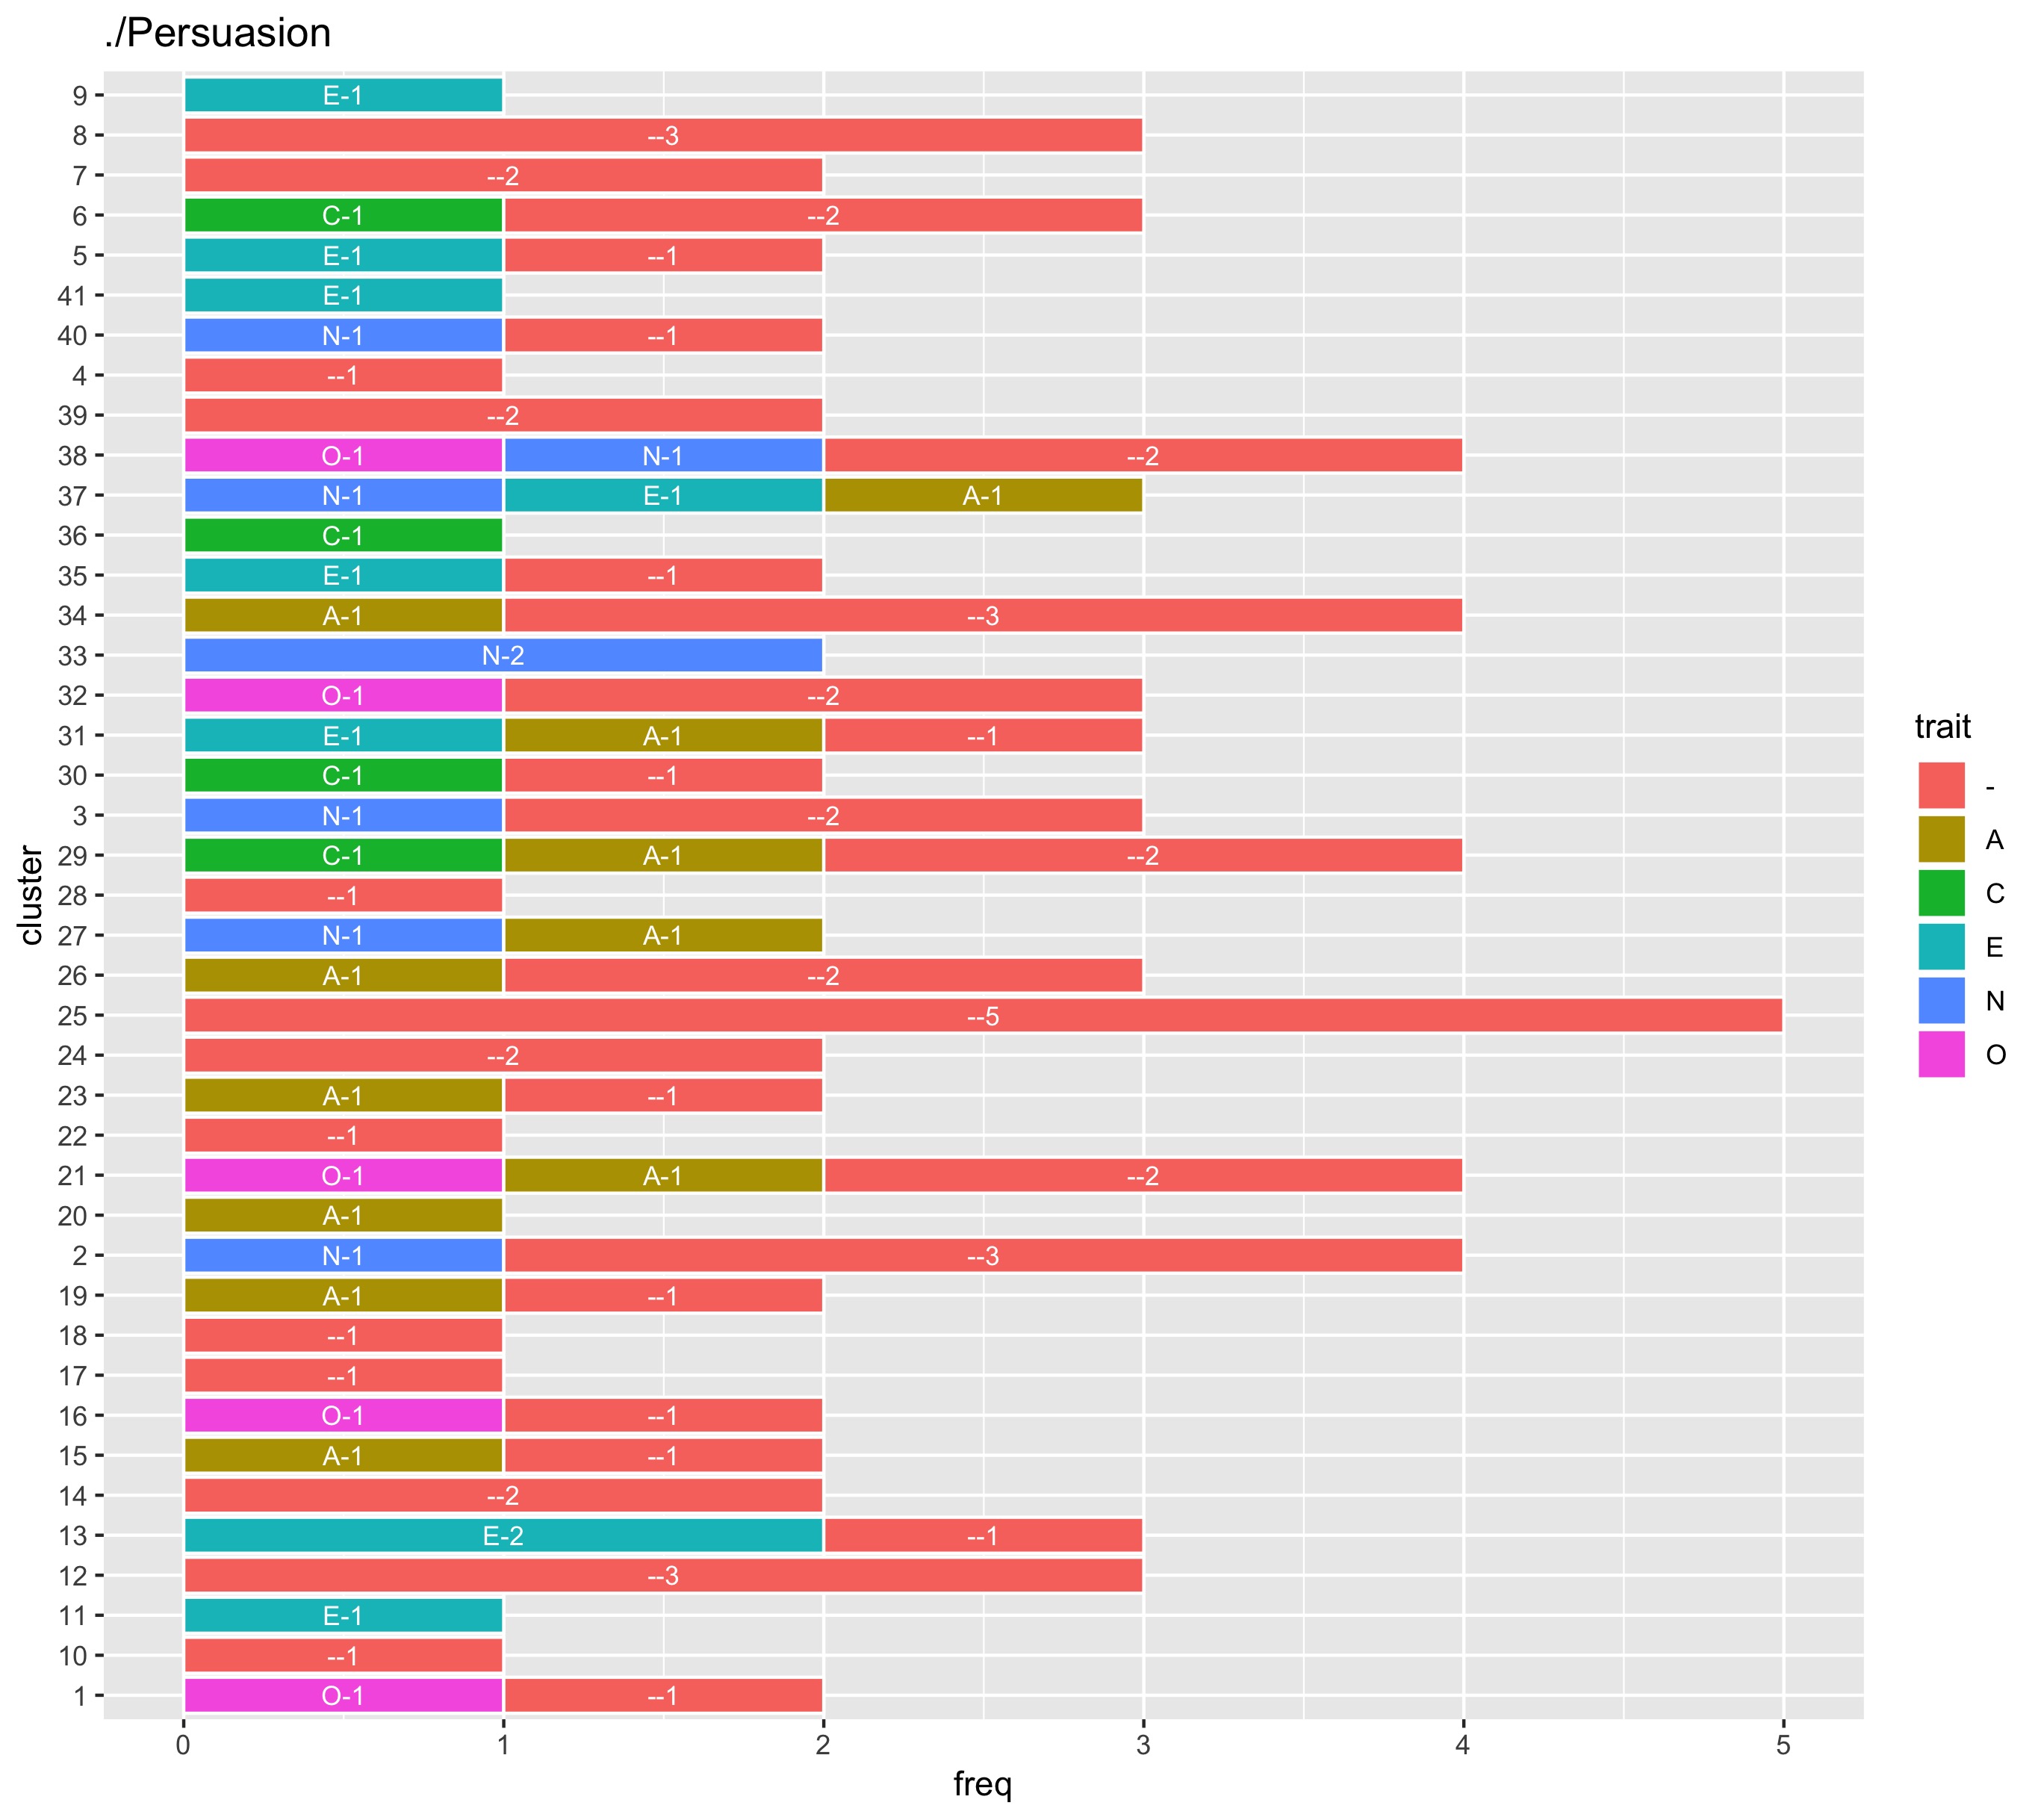 ./Persuasion
9 E-1
8 --3
7 --2
6 C-1 --2
5 E-1 --1
41 E-1
40 N-1 --1
4 --1
39 --2
38 O-1 N-1 --2
37 N-1 E-1 A-1
36 C-1
35 E-1 --1
34 A-1 --3
33 N-2
32 O-1 --2
31 E-1 A-1 --1
30 C-1 --1
3 N-1 --2
29 C-1 A-1 --2
28 --1
27 N-1 A-1
26 A-1 --2
25 --5
24 --2
23 A-1 --1
22 --1
21 O-1 A-1 --2
20 A-1
2 N-1 --3
19 A-1 --1
18 --1
17 --1
16 O-1 --1
15 A-1 --1
14 --2
13 E-2 --1
12 --3
11 E-1
10 --1
1 O-1 --1
0 1 2 3 4 5
freq
cluster
trait
-
A
C
E
N
O